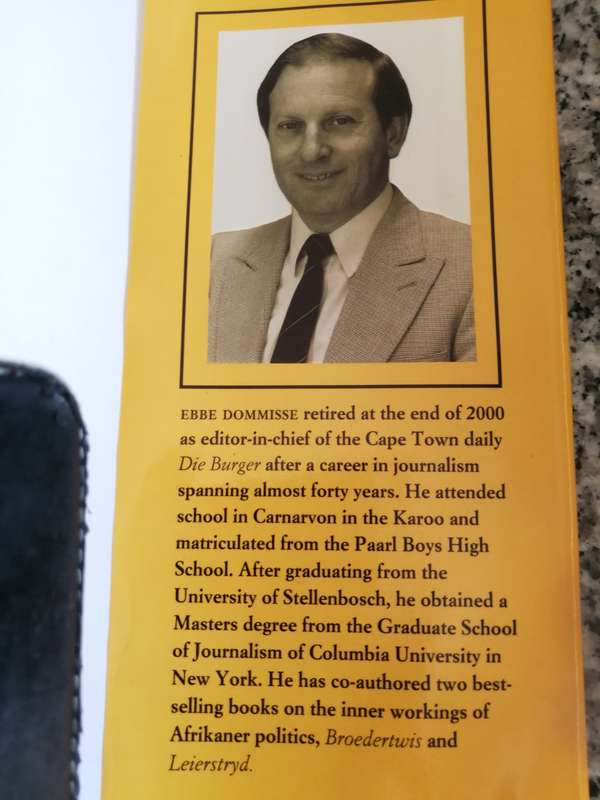 EBBE DOMMISSE retired at the end of 2000
as editor-in-chief of the Cape Town daily
Die Burger after a career in journalism
spanning almost forty years. He attended
school in Carnarvon in the Karoo and
matriculated from the Paarl Boys High
School. After graduating from the
University of Stellenbosch, he obtained a
Masters degree from the Graduate School
of Journalism of Columbia University in
New York. He has co-authored two best-
selling books on the inner workings of
Afrikaner politics, Broedertwis and
Leierstryd.